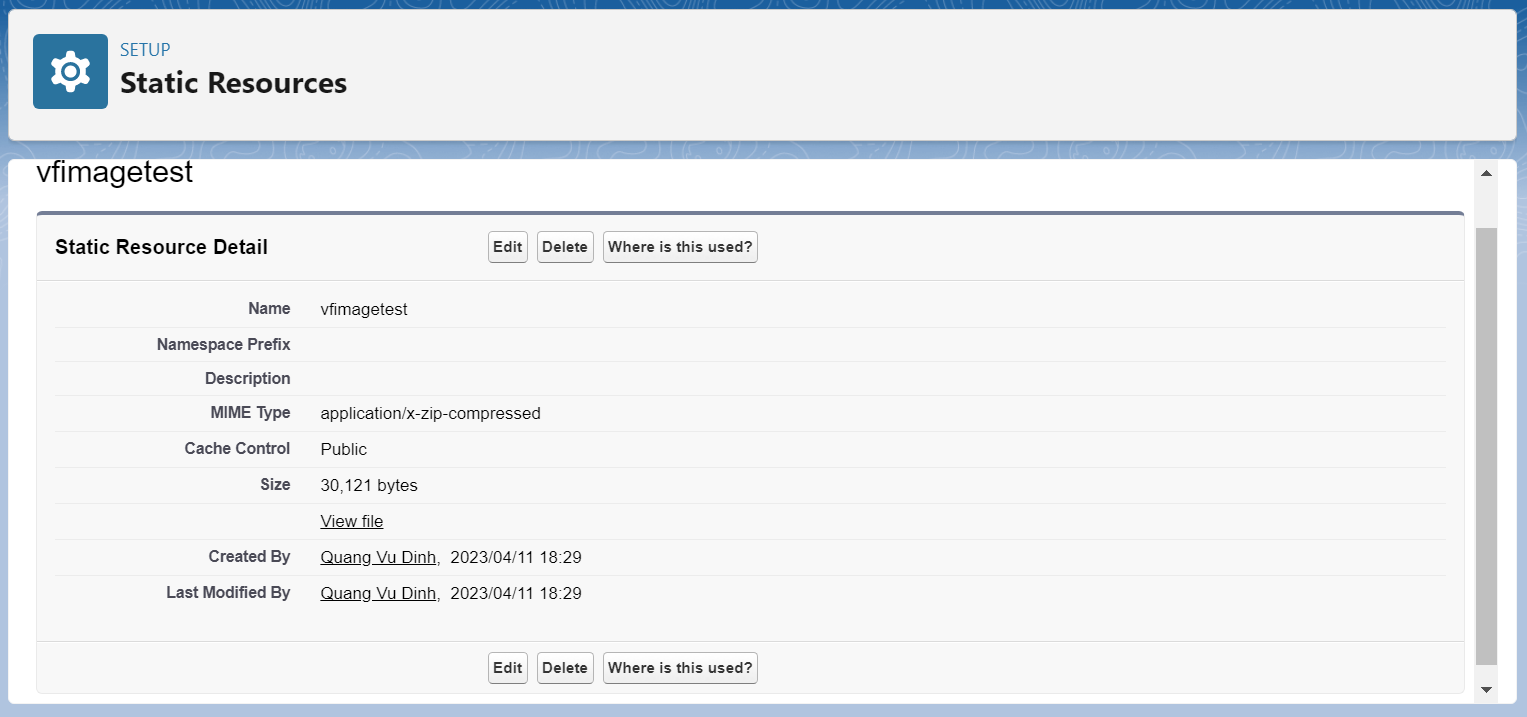 SETUP
Static Resources
vfimagetest
Static Resource Detail Edit Delete Where is this used?
Name vfimagetest
Namespace Prefix
Description
MIME Type application/x-zip-compressed
Cache Control Public
Size 30,121 bytes
View file
Created By Quang Vu Dinh, 2023/04/11 18:29
Last Modified By Quang Vu Dinh, 2023/04/11 18:29
Edit Delete Where is this used?